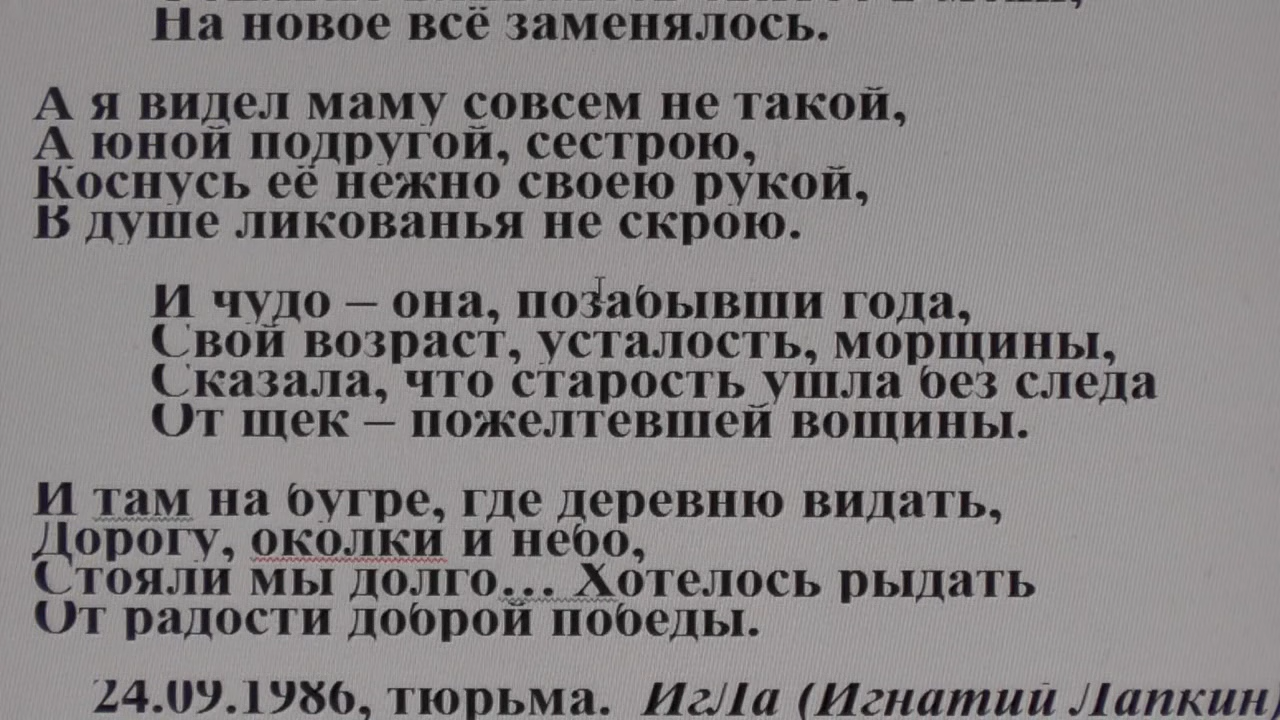 На новое всё заменялось.
А я видел маму совсем не такой,
А юной подругой, сестрою,
Коснусь её нежно своею рукой,
В душе ликованья не скрою.
И чудо – она, позабывши года,
Свой возраст, усталость, морщины,
Сказала, что старость ушла без следа
От щек – пожелтевшей вощины.
И там на бугре, где деревню видать,
Дорогу, околки и небо,
Стояли мы долго… Хотелось рыдать
От радости доброй победы.
24.09.1986, тюрьма. ИгЛа (Игнатий Лапкин)